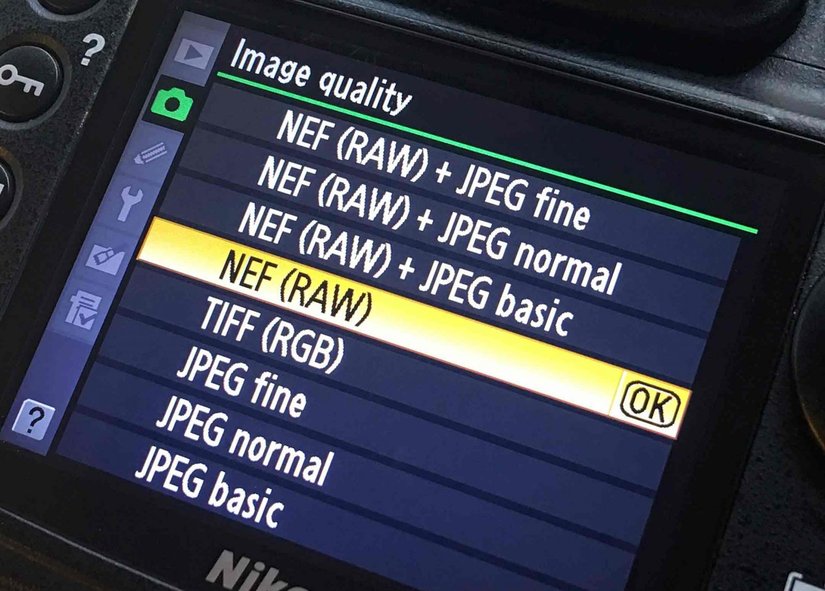 Image quality
NEF (RAW) + JPEG fine
NEF (RAW) + JPEG normal
NEF (RAW) + JPEG basic
NEF (RAW)
OK
TIFF (RGB)
JPEG fine
JPEG normal
JPEG basic
?
?
Nik